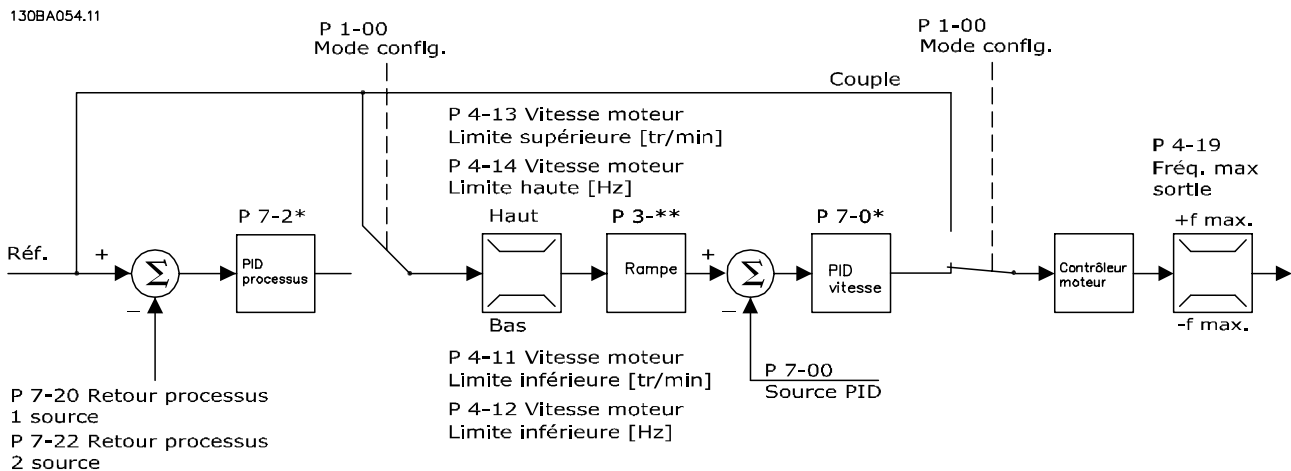 130BA054.11
P 1-00
Mode config.
P 1-00
Mode config.
Couple
P 4-13 Vitesse moteur
Limite supérieure [tr/min]
P 4-14 Vitesse moteur
Limite haute [Hz]
P 4-19
Fréq. max
sortie
P 7-2*
Haut
P 3-**
P 7-0*
+f max.
Réf.
+
Σ
PID
processus
Rampe
+
Σ
PID
vitesse
Contrôleur
moteur
−
Bas
−
-f max.
P 7-20 Retour processus
1 source
P 7-22 Retour processus
2 source
P 4-11 Vitesse moteur
Limite inférieure [tr/min]
P 4-12 Vitesse moteur
Limite inférieure [Hz]
P 7-00
Source PID